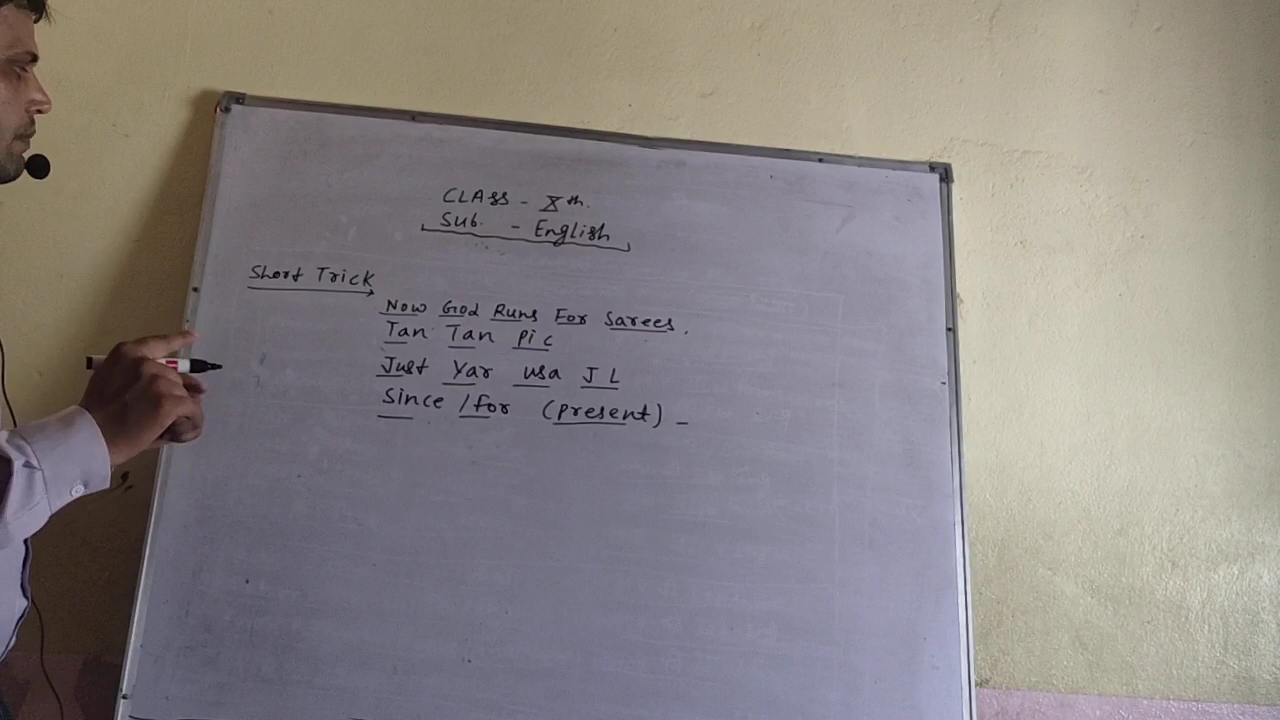 CLASS - Xth.
Sub. - English
Short Trick
Now God Runs For Sarees.
Tan Tan pic
Just Yar usa J L
Since / for (present) -